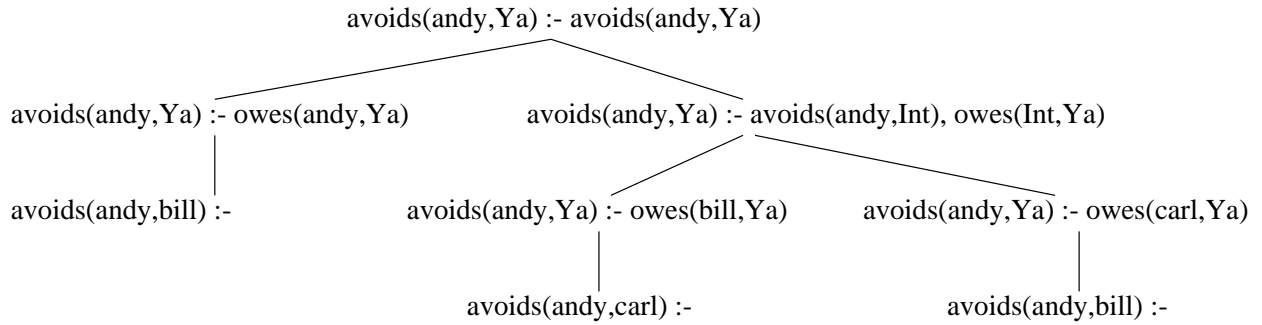 avoids(andy,Ya) :- avoids(andy,Ya)
avoids(andy,Ya) :- owes(andy,Ya)
avoids(andy,Ya) :- avoids(andy,Int), owes(Int,Ya)
avoids(andy,bill) :-
avoids(andy,Ya) :- owes(bill,Ya)
avoids(andy,Ya) :- owes(carl,Ya)
avoids(andy,carl) :-
avoids(andy,bill) :-